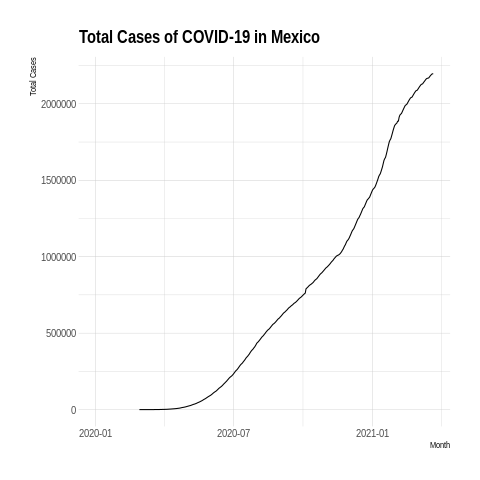 Total Cases of COVID-19 in Mexico
Total Cases
2000000
1500000
1000000
500000
0
2020-01 2020-07 2021-01
Month